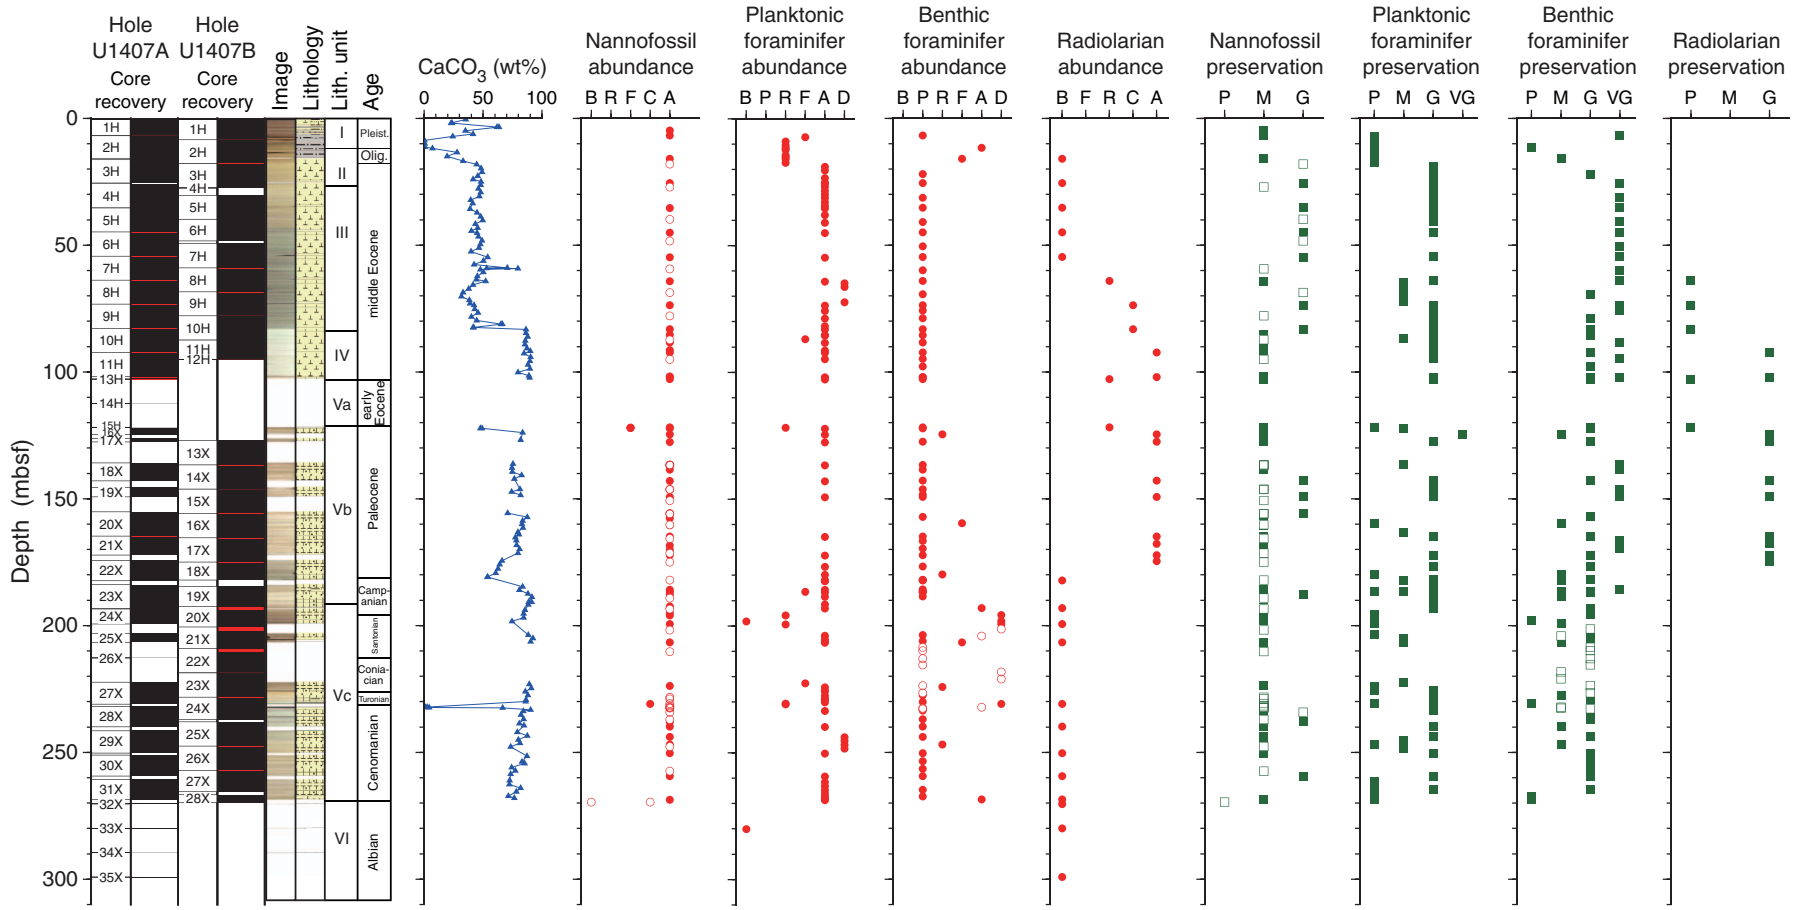 Hole
U1407A
Core
recovery
Hole
U1407B
Core
recovery
Image
Lithology
Lith. unit
Age
CaCO3 (wt%)
0 50 100
Nannofossil
abundance
B R F C A
Planktonic
foraminifer
abundance
B P R F A D
Benthic
foraminifer
abundance
B P R F A D
Radiolarian
abundance
B F R C A
Nannofossil
preservation
P M G
Planktonic
foraminifer
preservation
P M G VG
Benthic
foraminifer
preservation
P M G VG
Radiolarian
preservation
P M G
Depth (mbsf)
0
50
100
150
200
250
300
1H
2H
3H
4H
5H
6H
7H
8H
9H
10H
11H
13H
14H
15H
16X
17X
18X
19X
20X
21X
22X
23X
24X
25X
26X
27X
28X
29X
30X
31X
32X
33X
34X
35X
1H
2H
3H
4H
5H
6H
7H
8H
9H
10H
11H
12H
13X
14X
15X
16X
17X
18X
19X
20X
21X
22X
23X
24X
25X
26X
27X
28X
I
II
III
IV
Va
Vb
Vc
VI
Pleist.
Olig.
middle Eocene
early
Eocene
Paleocene
Camp-
anian
Santonian
Conia-
cian
Turonian
Cenomanian
Albian